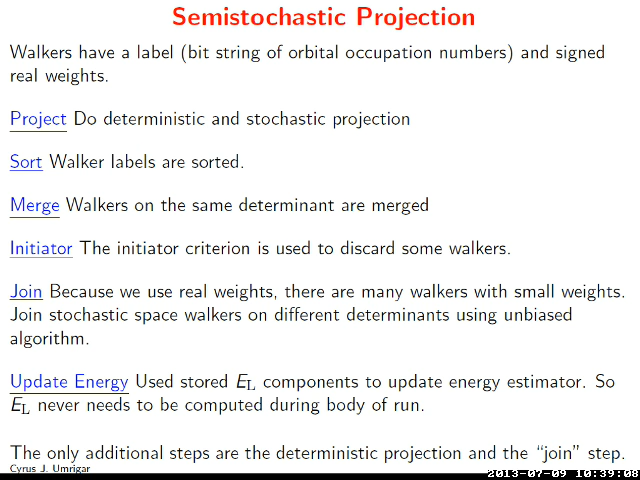 Semistochastic Projection
Walkers have a label (bit string of orbital occupation numbers) and signed
real weights.
Project Do deterministic and stochastic projection
Sort Walker labels are sorted.
Merge Walkers on the same determinant are merged
Initiator The initiator criterion is used to discard some walkers.
Join Because we use real weights, there are many walkers with small weights.
Join stochastic space walkers on different determinants using unbiased
algorithm.
Update Energy Used stored E_L components to update energy estimator. So
E_L never needs to be computed during body of run.
The only additional steps are the deterministic projection and the “join” step.
Cyrus J. Umrigar
2013-07-09 10:39:08